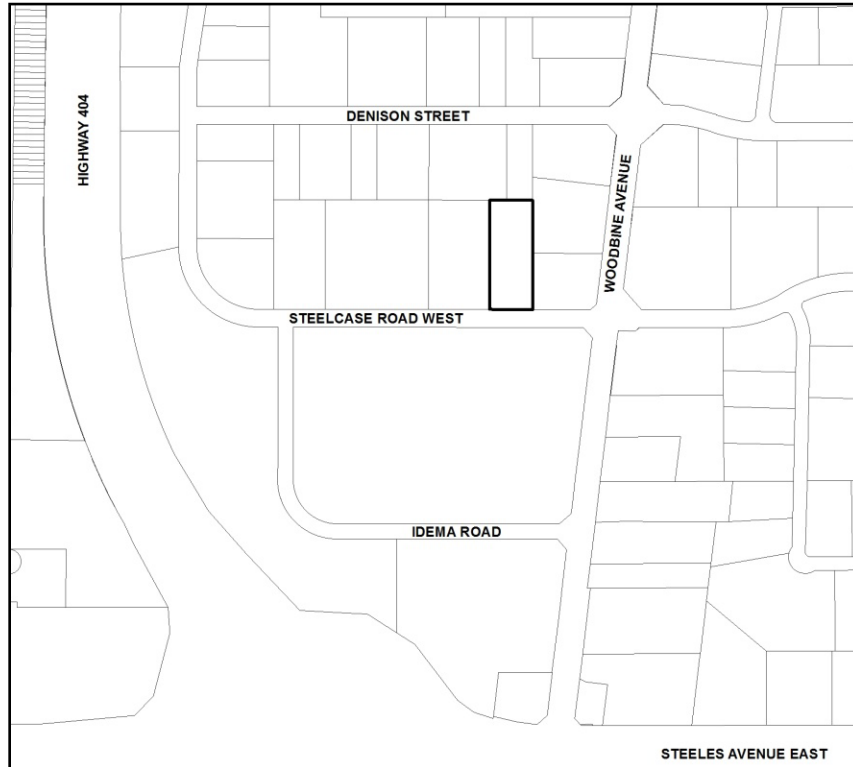 HIGHWAY 404
DENISON STREET
WOODBINE AVENUE
STEELCASE ROAD WEST
IDEMA ROAD
STEELES AVENUE EAST